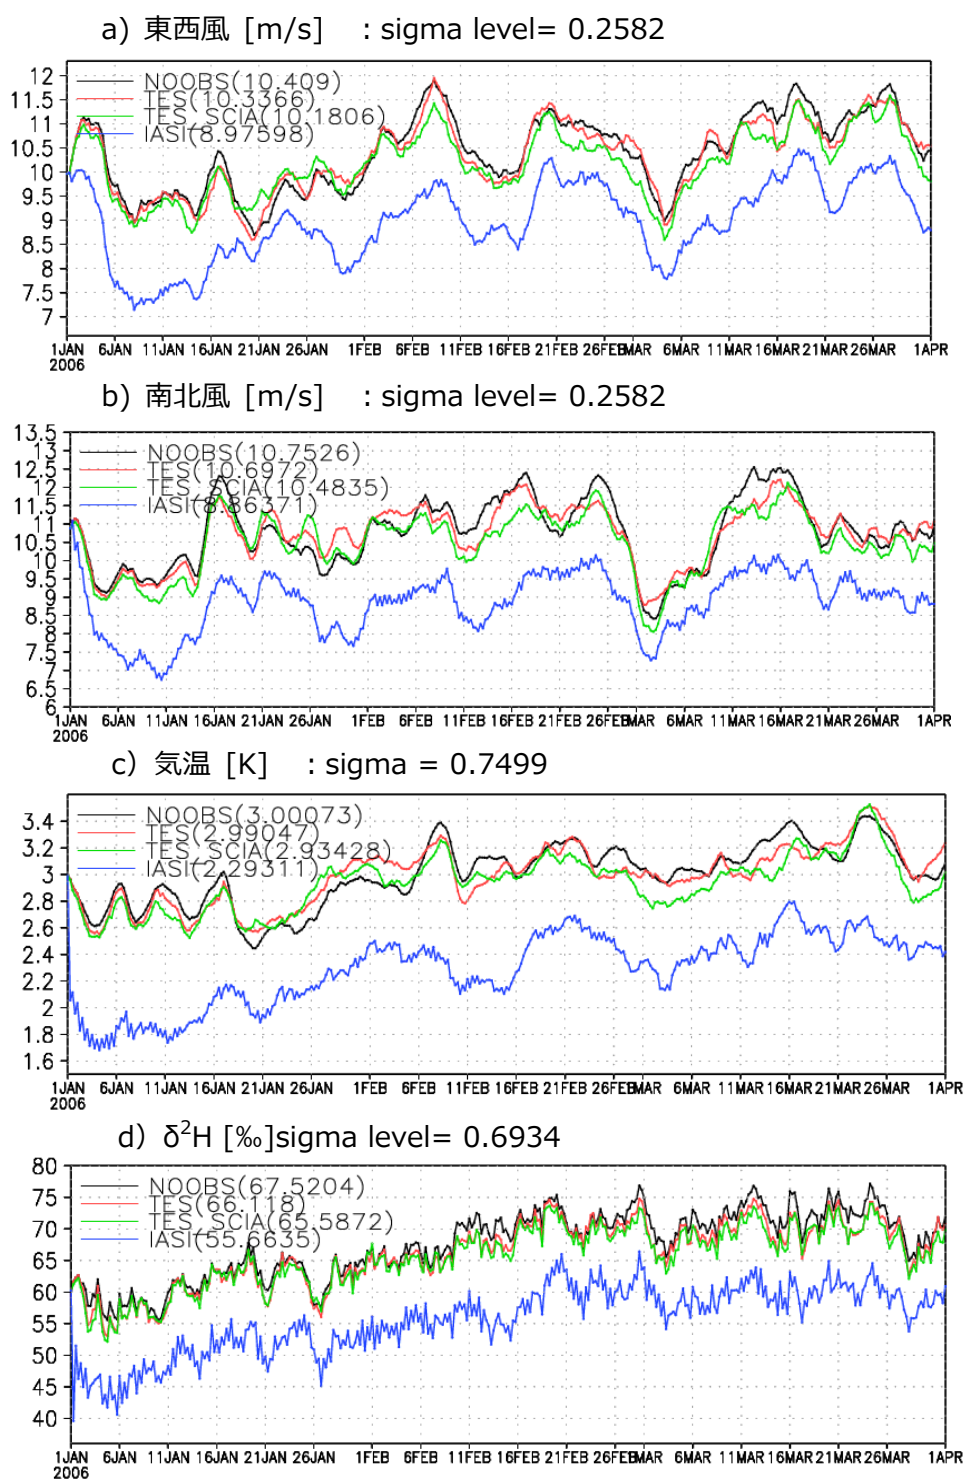 a) 東西風 [m/s] : sigma level= 0.2582
12
11.5
11
10.5
10
9.5
9
8.5
8
7.5
7
NOOBS(10.409)
TES(10.3366)
TES_SCIA(10.1806)
IASI(8.97598)
1JAN 6JAN 11JAN 16JAN 21JAN 26JAN 1FEB 6FEB 11FEB 16FEB 21FEB 26FEB 1MAR 6MAR 11MAR 16MAR 21MAR 26MAR 1APR
2006
b) 南北風 [m/s] : sigma level= 0.2582
13.5
13
12.5
12
11.5
11
10.5
10
9.5
9
8.5
8
7.5
7
6.5
6
NOOBS(10.7526)
TES(10.6972)
TES_SCIA(10.4835)
IASI(8.86371)
1JAN 6JAN 11JAN 16JAN 21JAN 26JAN 1FEB 6FEB 11FEB 16FEB 21FEB 26FEB 1MAR 6MAR 11MAR 16MAR 21MAR 26MAR 1APR
2006
c) 気温 [K] : sigma = 0.7499
3.4
3.2
3
2.8
2.6
2.4
2.2
2
1.8
1.6
NOOBS(3.00073)
TES(2.99047)
TES_SCIA(2.93428)
IASI(2.29311)
1JAN 6JAN 11JAN 16JAN 21JAN 26JAN 1FEB 6FEB 11FEB 16FEB 21FEB 26FEB 1MAR 6MAR 11MAR 16MAR 21MAR 26MAR 1APR
2006
d) δ²H [‰]sigma level= 0.6934
80
75
70
65
60
55
50
45
40
NOOBS(67.5204)
TES(66.118)
TES_SCIA(65.5872)
IASI(55.6635)
1JAN 6JAN 11JAN 16JAN 21JAN 26JAN 1FEB 6FEB 11FEB 16FEB 21FEB 26FEB 1MAR 6MAR 11MAR 16MAR 21MAR 26MAR 1APR
2006